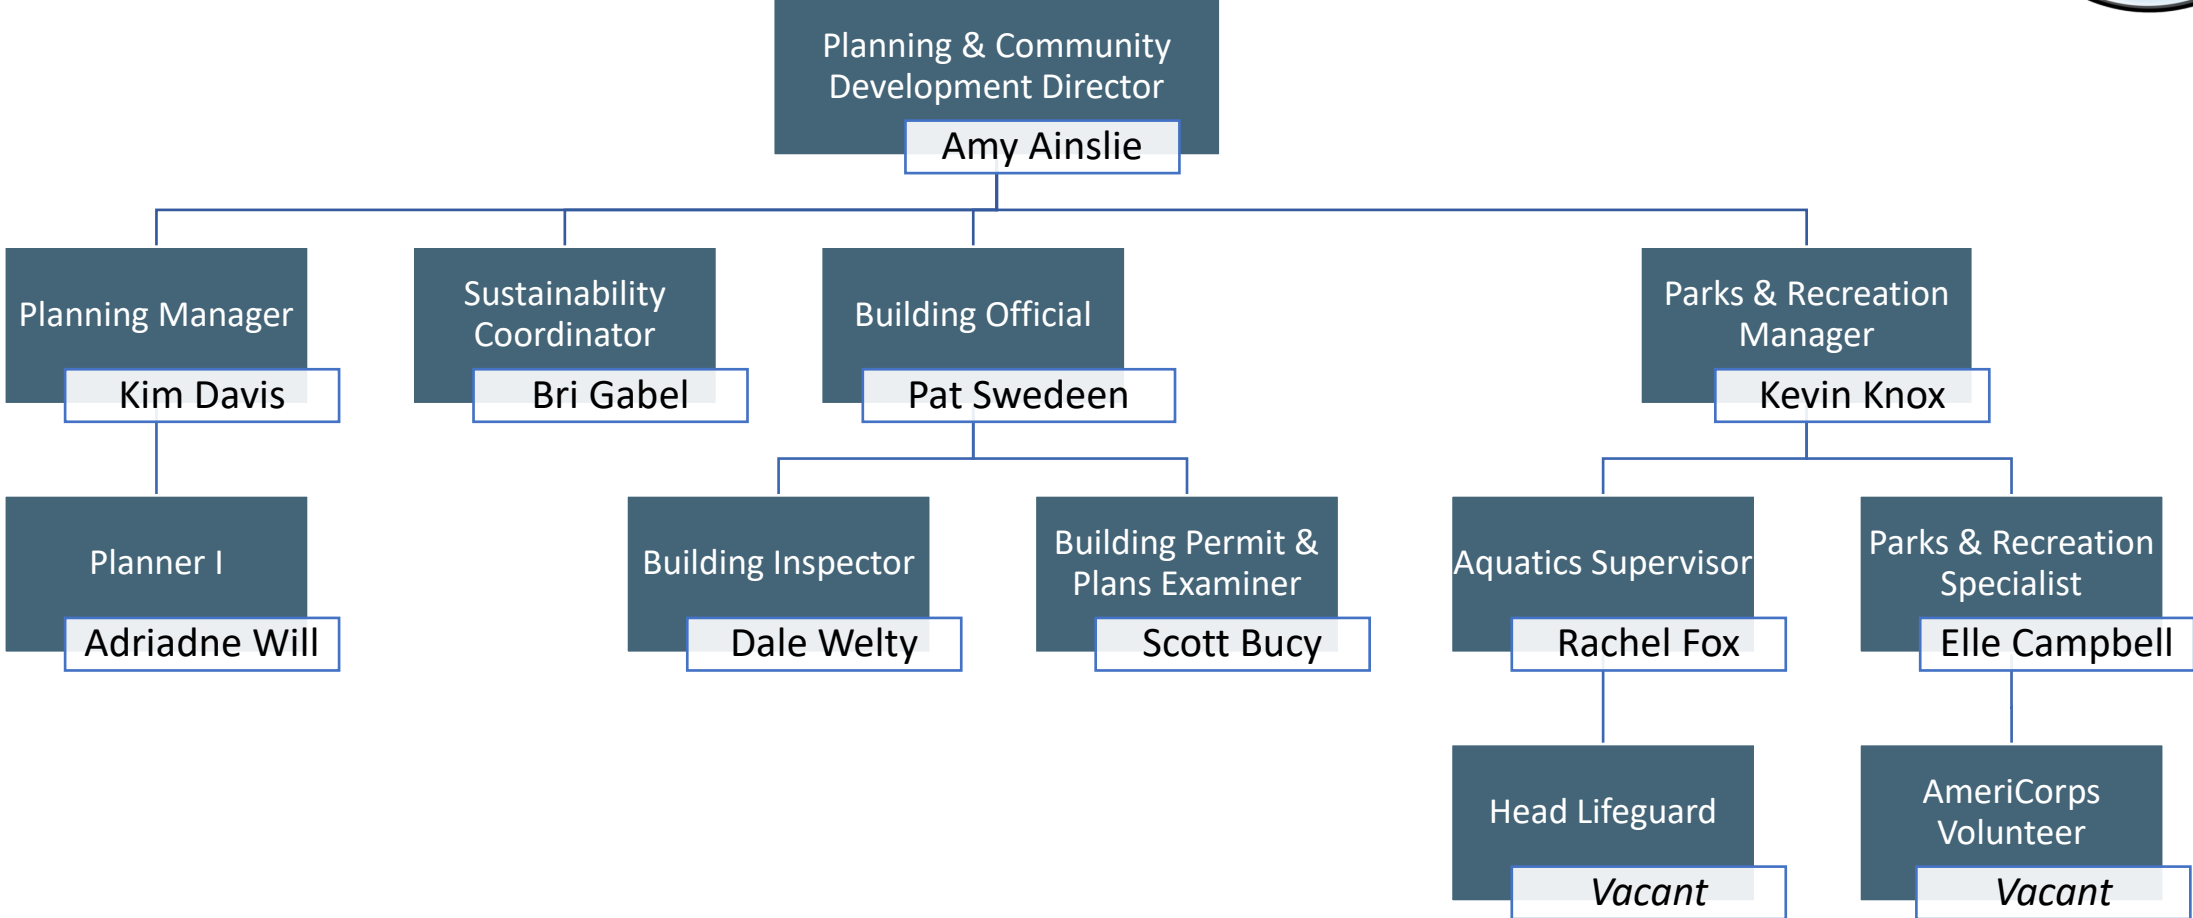 Planning & Community
Development Director
Amy Ainslie
Planning Manager
Kim Davis
Sustainability
Coordinator
Bri Gabel
Building Official
Pat Swedeen
Parks & Recreation
Manager
Kevin Knox
Planner I
Adriadne Will
Building Inspector
Dale Welty
Building Permit &
Plans Examiner
Scott Bucy
Aquatics Supervisor
Rachel Fox
Parks & Recreation
Specialist
Elle Campbell
Head Lifeguard
Vacant
AmeriCorps
Volunteer
Vacant